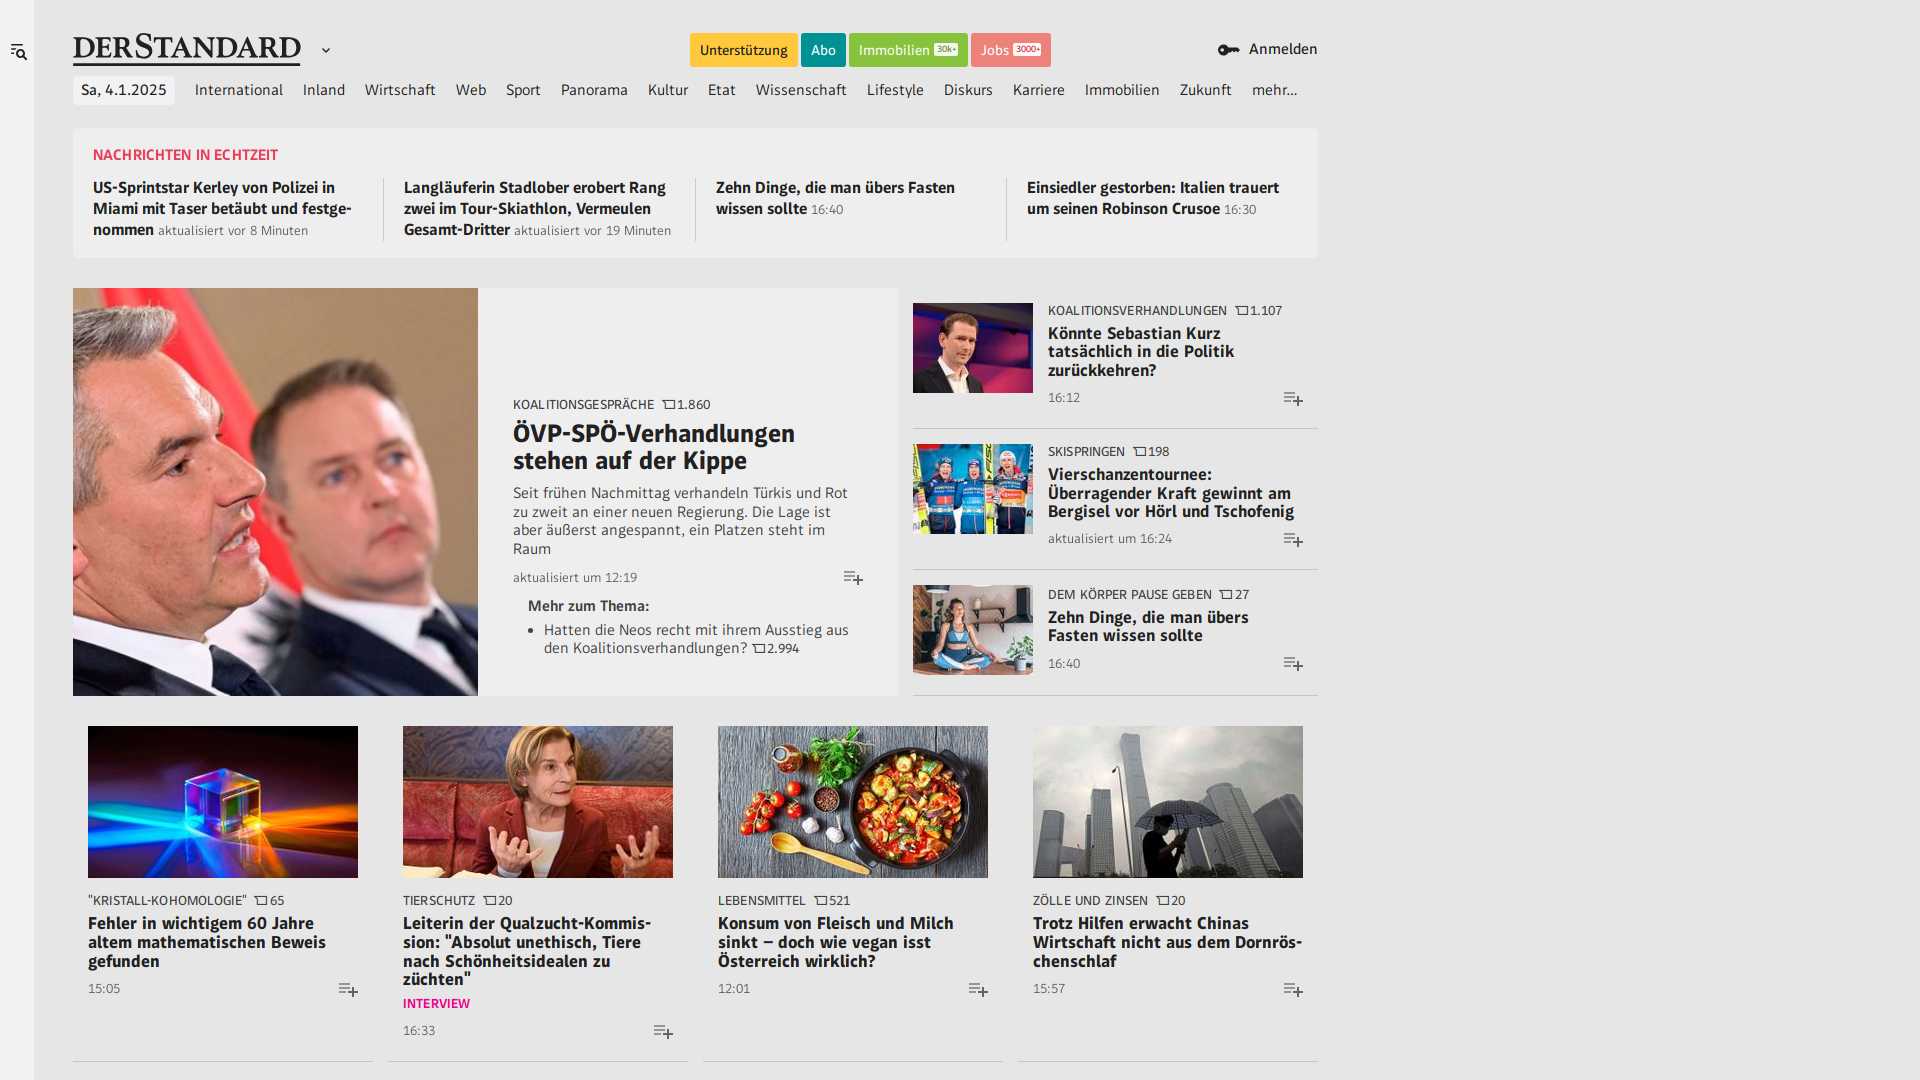 DERSTANDARD
Unterstützung
Abo
Immobilien 30k+
Jobs 3000+
Anmelden
Sa, 4.1.2025
International
Inland
Wirtschaft
Web
Sport
Panorama
Kultur
Etat
Wissenschaft
Lifestyle
Diskurs
Karriere
Immobilien
Zukunft
mehr...
NACHRICHTEN IN ECHTZEIT
US-Sprintstar Kerley von Polizei in
Miami mit Taser betäubt und festge-
nommen aktualisiert vor 8 Minuten
Langläuferin Stadlober erobert Rang
zwei im Tour-Skiathlon, Vermeulen
Gesamt-Dritter aktualisiert vor 19 Minuten
Zehn Dinge, die man übers Fasten
wissen sollte 16:40
Einsiedler gestorben: Italien trauert
um seinen Robinson Crusoe 16:30
KOALITIONSGESPRÄCHE 1.860
ÖVP-SPÖ-Verhandlungen
stehen auf der Kippe
Seit frühen Nachmittag verhandeln Türkis und Rot
zu zweit an einer neuen Regierung. Die Lage ist
aber äußerst angespannt, ein Platzen steht im
Raum
aktualisiert um 12:19
Mehr zum Thema:
• Hatten die Neos recht mit ihrem Ausstieg aus
den Koalitionsverhandlungen? 2.994
KOALITIONSVERHANDLUNGEN 1.107
Könnte Sebastian Kurz
tatsächlich in die Politik
zurückkehren?
16:12
SKISPRINGEN 198
Vierschanzentournee:
Überragender Kraft gewinnt am
Bergisel vor Hörl und Tschofenig
aktualisiert um 16:24
DEM KÖRPER PAUSE GEBEN 27
Zehn Dinge, die man übers
Fasten wissen sollte
16:40
"KRISTALL-KOHOMOLOGIE" 65
Fehler in wichtigem 60 Jahre
altem mathematischen Beweis
gefunden
15:05
TIERSCHUTZ 20
Leiterin der Qualzucht-Kommis-
sion: "Absolut unethisch, Tiere
nach Schönheitsidealen zu
züchten"
INTERVIEW
16:33
LEBENSMITTEL 521
Konsum von Fleisch und Milch
sinkt – doch wie vegan isst
Österreich wirklich?
12:01
ZÖLLE UND ZINSEN 20
Trotz Hilfen erwacht Chinas
Wirtschaft nicht aus dem Dornrös-
chenschlaf
15:57